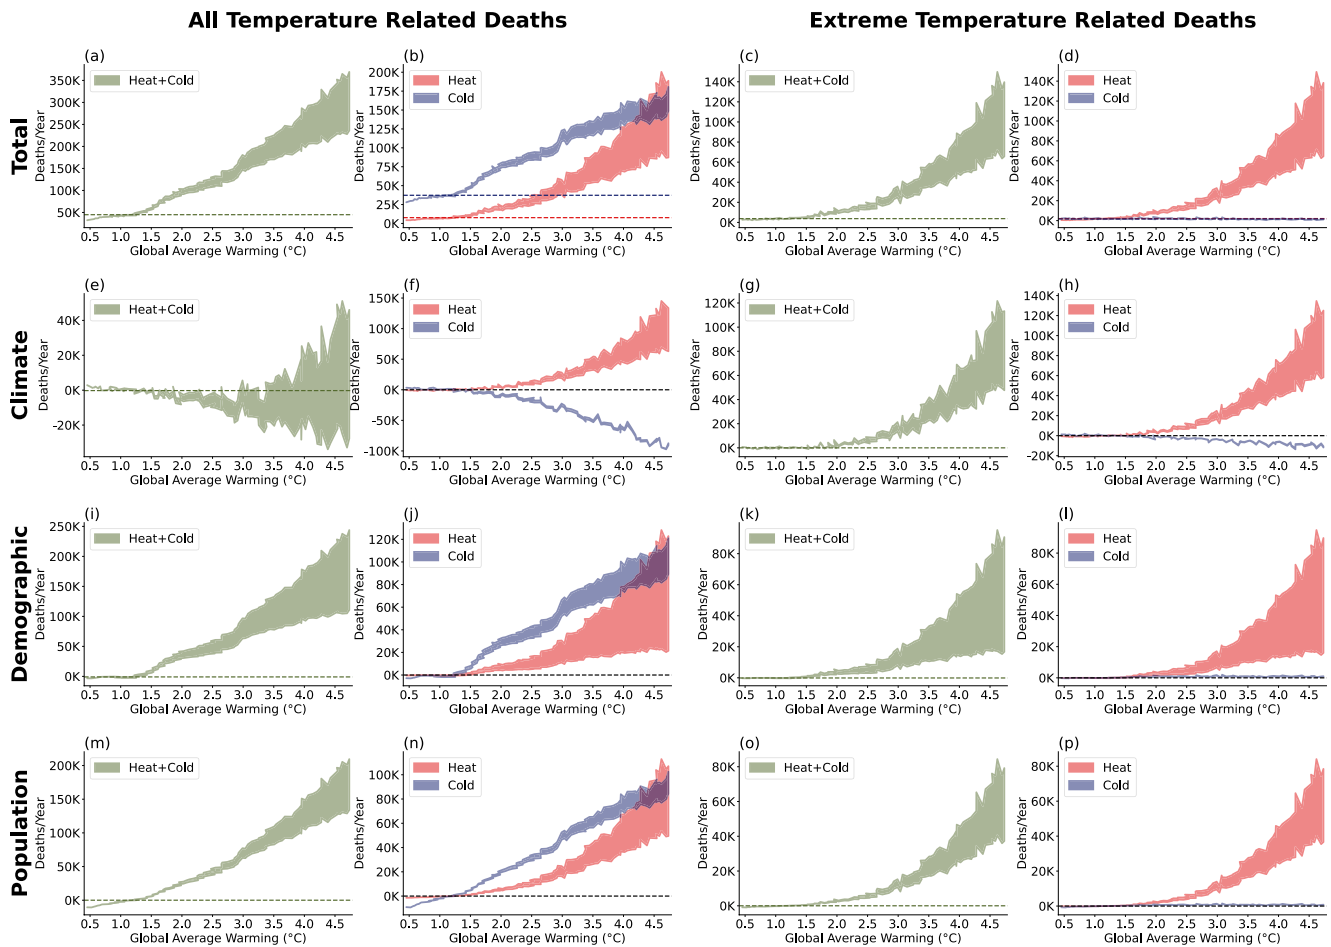 All Temperature Related Deaths
Extreme Temperature Related Deaths
Total
(a)
Heat+Cold
Deaths/Year
350K
300K
250K
200K
150K
100K
50K
0.5 1.0 1.5 2.0 2.5 3.0 3.5 4.0 4.5
Global Average Warming (°C)
(b)
Heat
Cold
Deaths/Year
200K
175K
150K
125K
100K
75K
50K
25K
0K
0.5 1.0 1.5 2.0 2.5 3.0 3.5 4.0 4.5
Global Average Warming (°C)
(c)
Heat+Cold
Deaths/Year
140K
120K
100K
80K
60K
40K
20K
0K
0.5 1.0 1.5 2.0 2.5 3.0 3.5 4.0 4.5
Global Average Warming (°C)
(d)
Heat
Cold
Deaths/Year
140K
120K
100K
80K
60K
40K
20K
0K
0.5 1.0 1.5 2.0 2.5 3.0 3.5 4.0 4.5
Global Average Warming (°C)
Climate
(e)
Heat+Cold
Deaths/Year
40K
20K
0K
-20K
0.5 1.0 1.5 2.0 2.5 3.0 3.5 4.0 4.5
Global Average Warming (°C)
(f)
Heat
Cold
Deaths/Year
150K
100K
50K
0K
-50K
-100K
0.5 1.0 1.5 2.0 2.5 3.0 3.5 4.0 4.5
Global Average Warming (°C)
(g)
Heat+Cold
Deaths/Year
120K
100K
80K
60K
40K
20K
0K
0.5 1.0 1.5 2.0 2.5 3.0 3.5 4.0 4.5
Global Average Warming (°C)
(h)
Heat
Cold
Deaths/Year
140K
120K
100K
80K
60K
40K
20K
0K
-20K
0.5 1.0 1.5 2.0 2.5 3.0 3.5 4.0 4.5
Global Average Warming (°C)
Demographic
(i)
Heat+Cold
Deaths/Year
250K
200K
150K
100K
50K
0K
0.5 1.0 1.5 2.0 2.5 3.0 3.5 4.0 4.5
Global Average Warming (°C)
(j)
Heat
Cold
Deaths/Year
120K
100K
80K
60K
40K
20K
0K
0.5 1.0 1.5 2.0 2.5 3.0 3.5 4.0 4.5
Global Average Warming (°C)
(k)
Heat+Cold
Deaths/Year
80K
60K
40K
20K
0K
0.5 1.0 1.5 2.0 2.5 3.0 3.5 4.0 4.5
Global Average Warming (°C)
(l)
Heat
Cold
Deaths/Year
80K
60K
40K
20K
0K
0.5 1.0 1.5 2.0 2.5 3.0 3.5 4.0 4.5
Global Average Warming (°C)
Population
(m)
Heat+Cold
Deaths/Year
200K
150K
100K
50K
0K
0.5 1.0 1.5 2.0 2.5 3.0 3.5 4.0 4.5
Global Average Warming (°C)
(n)
Heat
Cold
Deaths/Year
100K
80K
60K
40K
20K
0K
0.5 1.0 1.5 2.0 2.5 3.0 3.5 4.0 4.5
Global Average Warming (°C)
(o)
Heat+Cold
Deaths/Year
80K
60K
40K
20K
0K
0.5 1.0 1.5 2.0 2.5 3.0 3.5 4.0 4.5
Global Average Warming (°C)
(p)
Heat
Cold
Deaths/Year
80K
60K
40K
20K
0K
0.5 1.0 1.5 2.0 2.5 3.0 3.5 4.0 4.5
Global Average Warming (°C)